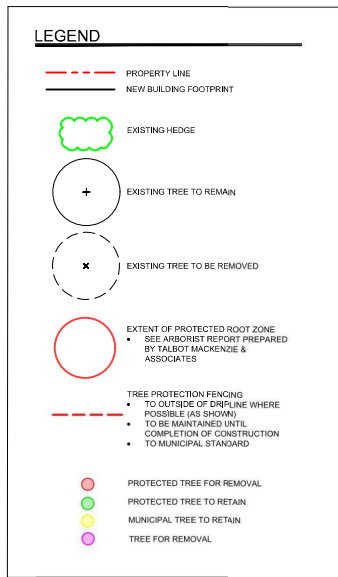 LEGEND
PROPERTY LINE
NEW BUILDING FOOTPRINT
EXISTING HEDGE
EXISTING TREE TO REMAIN
EXISTING TREE TO BE REMOVED
EXTENT OF PROTECTED ROOT ZONE
• SEE ARBORIST REPORT PREPARED
BY TALBOT MACKENZIE &
ASSOCIATES
TREE PROTECTION FENCING
• TO OUTSIDE OF DRIPLINE WHERE
POSSIBLE (AS SHOWN)
• TO BE MAINTAINED UNTIL
COMPLETION OF CONSTRUCTION
• TO MUNICIPAL STANDARD
PROTECTED TREE FOR REMOVAL
PROTECTED TREE TO RETAIN
MUNICIPAL TREE TO RETAIN
TREE FOR REMOVAL